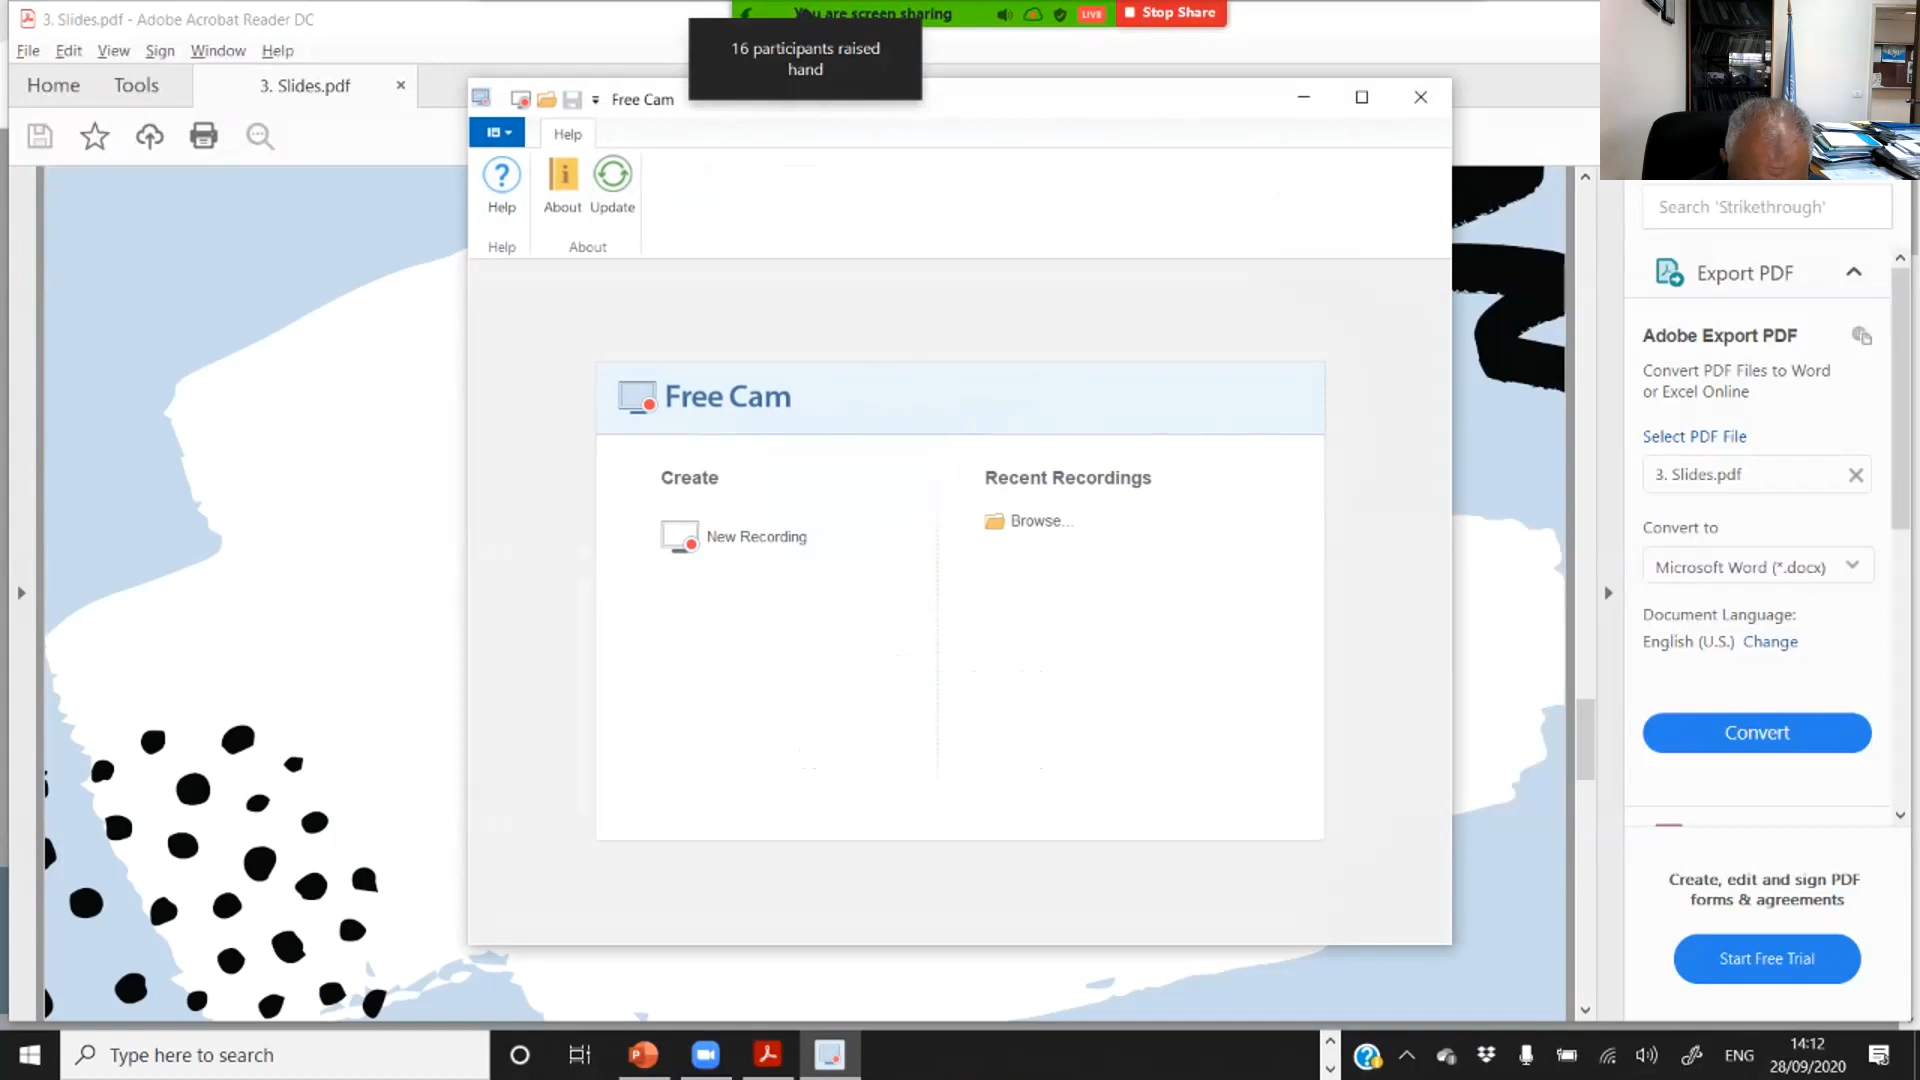 3. Slides.pdf - Adobe Acrobat Reader DC
You are screen sharing
LIVE
Stop Share
16 participants raised
hand
File Edit View Sign Window Help
Home Tools 3. Slides.pdf
Free Cam
Help
Help
About
Update
Help
About
Free Cam
Create
New Recording
Recent Recordings
Browse...
Search 'Strikethrough'
Export PDF
Adobe Export PDF
Convert PDF Files to Word
or Excel Online
Select PDF File
3. Slides.pdf
Convert to
Microsoft Word (*.docx)
Document Language:
English (U.S.) Change
Convert
Create, edit and sign PDF
forms & agreements
Start Free Trial
Type here to search
ENG
14:12
28/09/2020